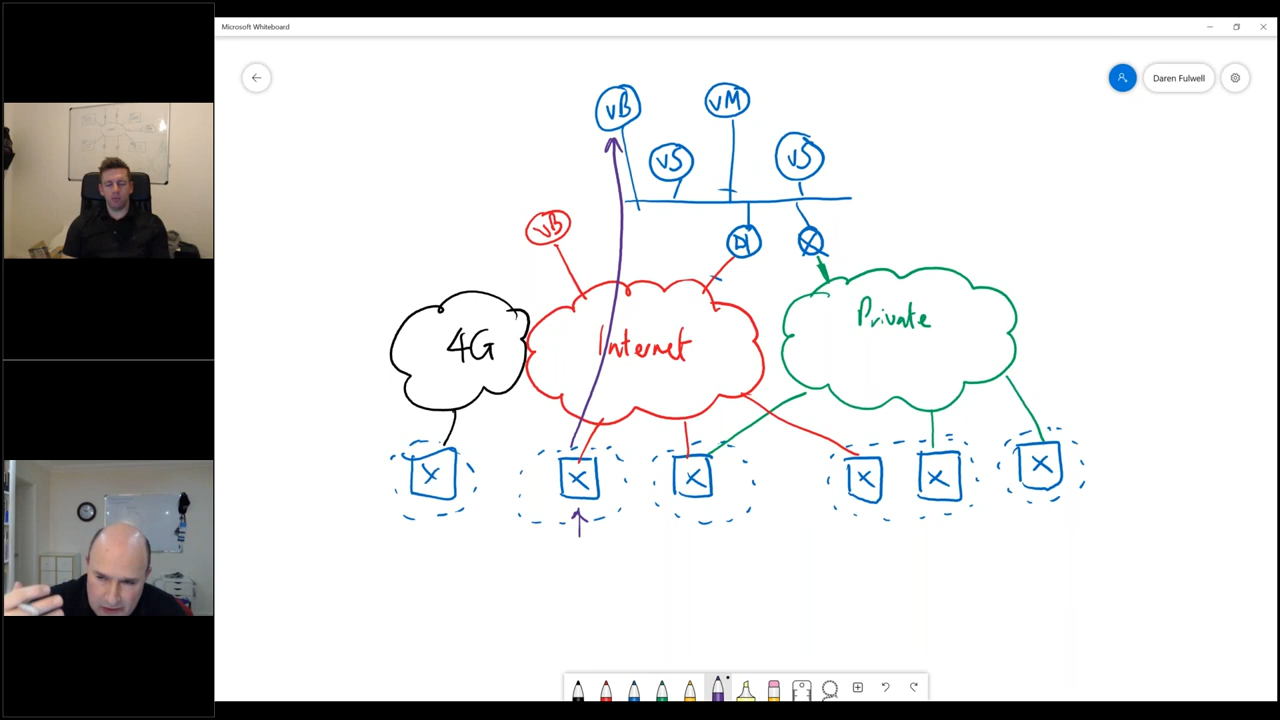 Microsoft Whiteboard
Daren Fulwell
vB
vM
vS
vS
vB
X
4G
Internet
Private
X
X
X
X
X
X